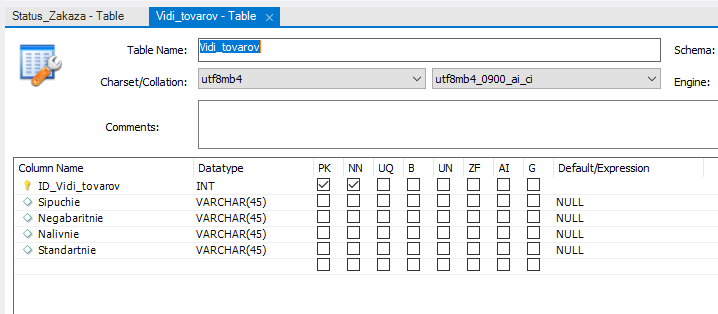 Status_Zakaza - Table Vidi_tovarov - Table ×
Table Name: Vidi_tovarov Schema:
Charset/Collation: utf8mb4 utf8mb4_0900_ai_ci Engine:
Comments:
Column Name Datatype PK NN UQ B UN ZF AI G Default/Expression
ID_Vidi_tovarov INT
Sipuchie VARCHAR(45) NULL
Negabaritnie VARCHAR(45) NULL
Nalivnie VARCHAR(45) NULL
Standartnie VARCHAR(45) NULL